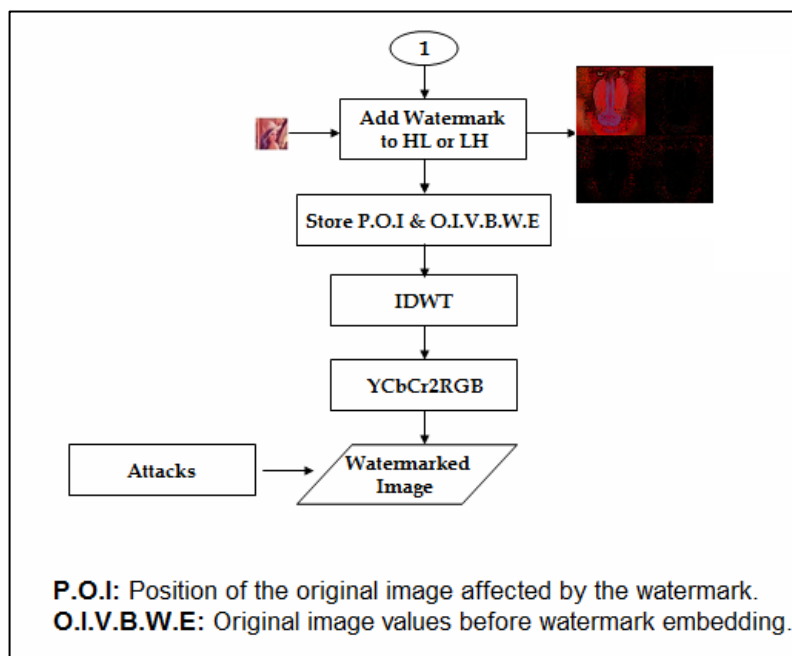 1
Add Watermark
to HL or LH
Store P.O.I & O.I.V.B.W.E
IDWT
YCbCr2RGB
Attacks
Watermarked
Image
P.O.I: Position of the original image affected by the watermark.
O.I.V.B.W.E: Original image values before watermark embedding.